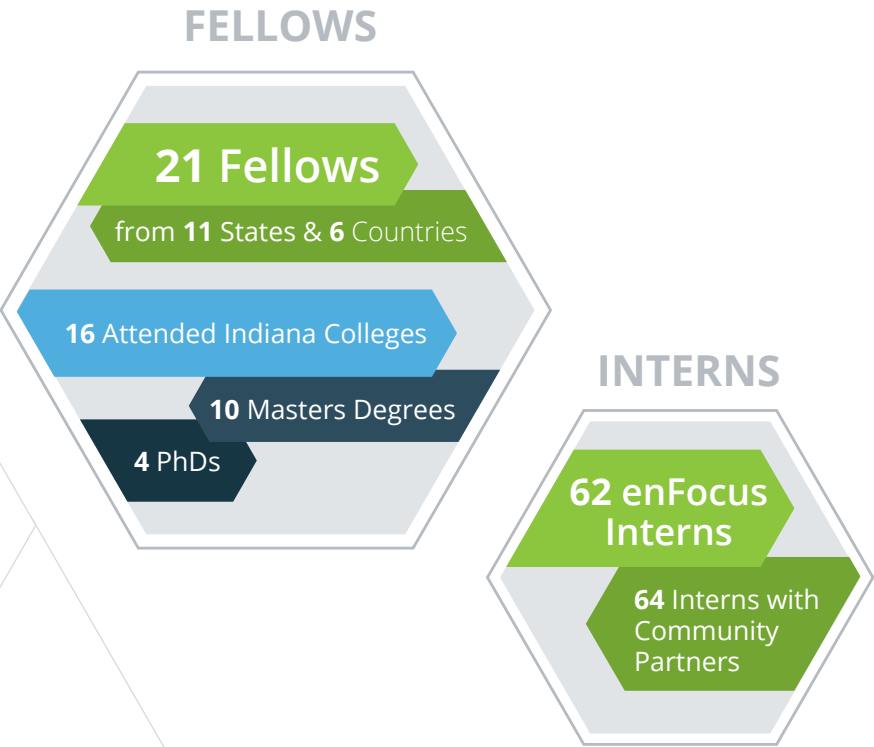 FELLOWS
21 Fellows
from 11 States & 6 Countries
16 Attended Indiana Colleges
10 Masters Degrees
4 PhDs
INTERNS
62 enFocus
Interns
64 Interns with
Community
Partners